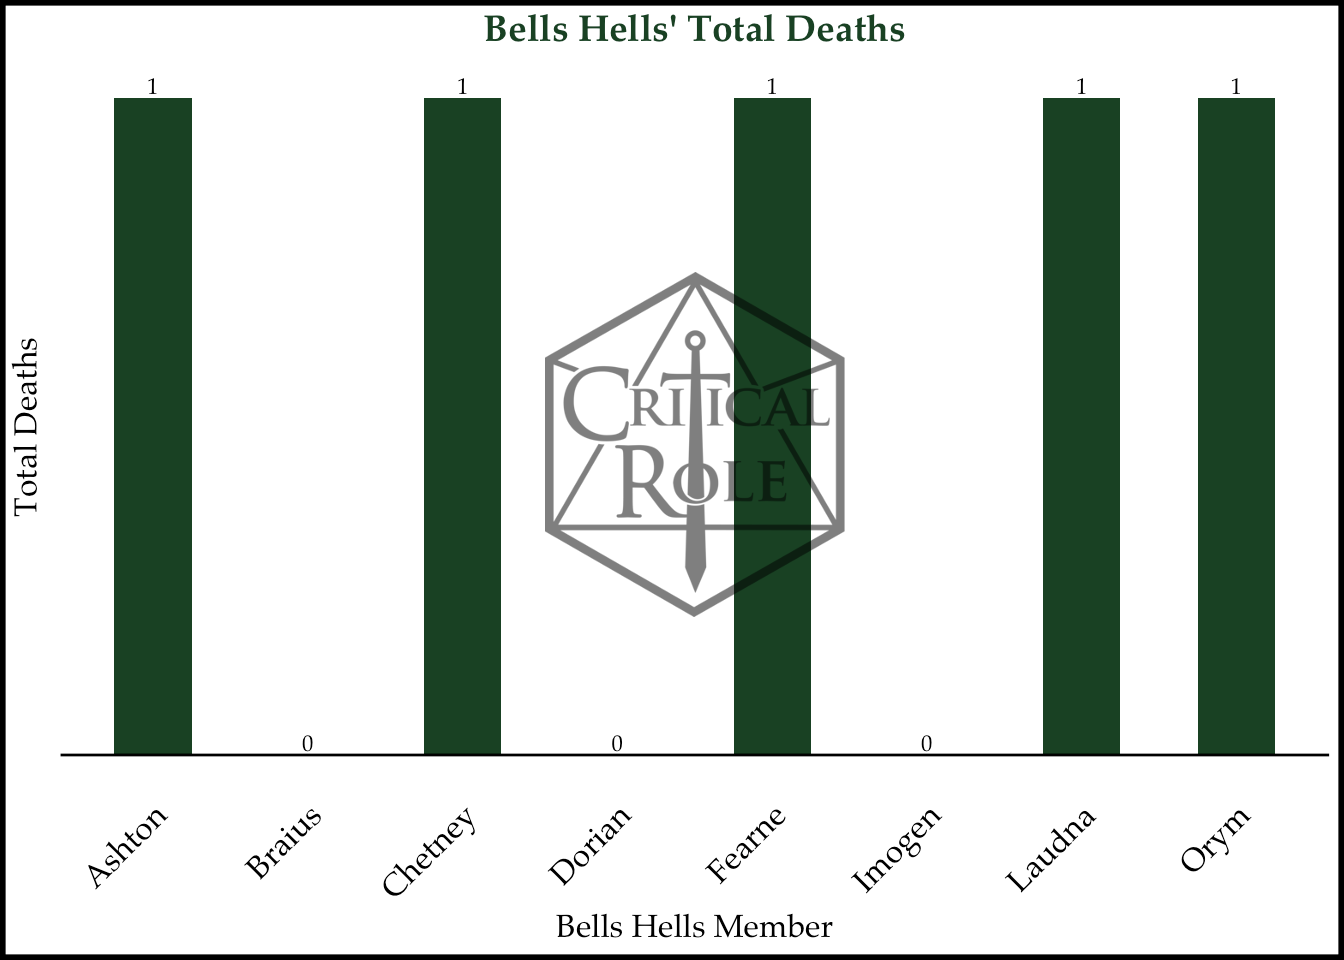 Bells Hells' Total Deaths
1
1
1
1
1
Total Deaths
CRITICAL
ROLE
0
0
0
Ashton
Braius
Chetney
Dorian
Fearne
Imogen
Laudna
Orym
Bells Hells Member